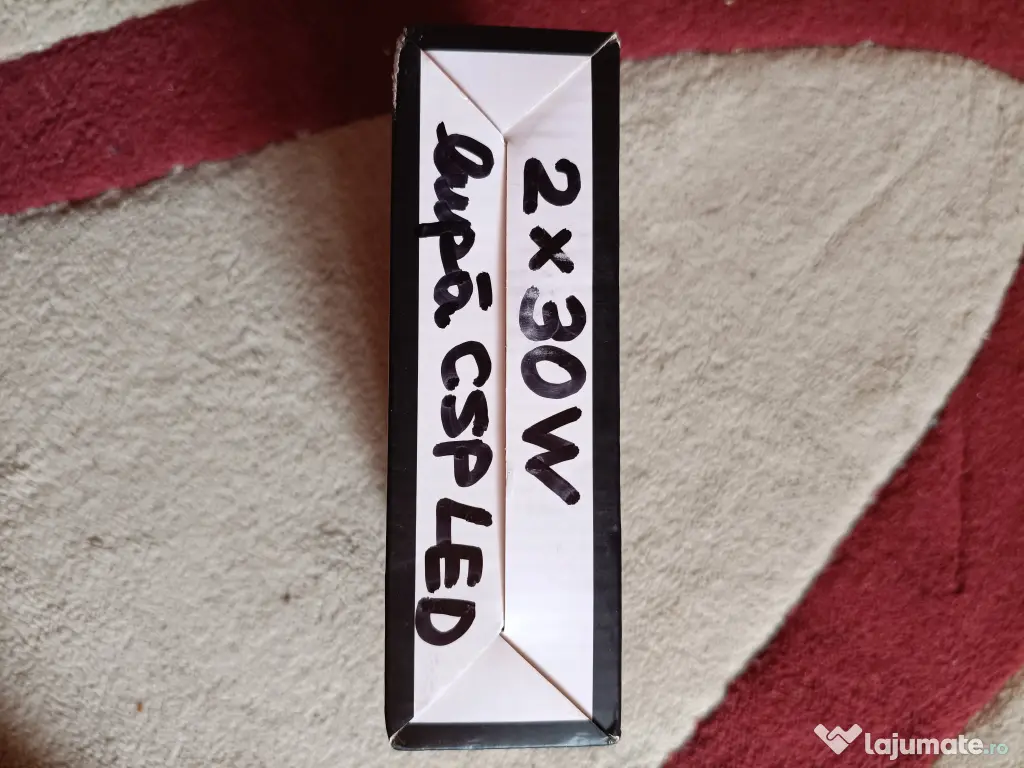 2x30W
lupă CSP LED
lajumate.ro